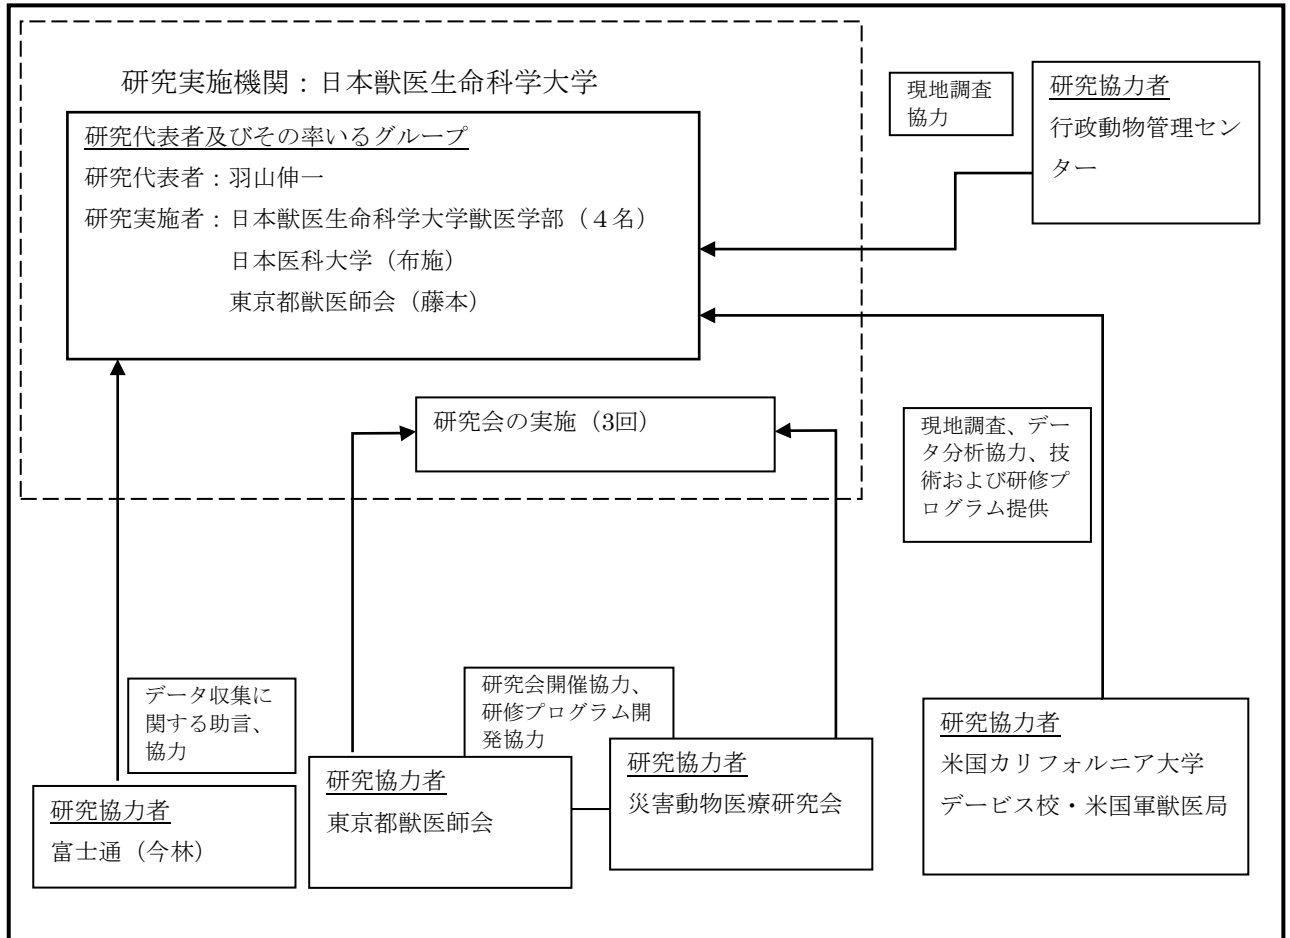 研究実施機関：日本獣医生命科学大学
研究代表者及びその率いるグループ
研究代表者：羽山伸一
研究実施者：日本獣医生命科学大学獣医学部（４名）
日本医科大学（布施）
東京都獣医師会（藤本）
現地調査
協力
研究協力者
行政動物管理セン
ター
研究会の実施（3回）
現地調査、デー
タ分析協力、技
術および研修プ
ログラム提供
データ収集に
関する助言、
協力
研究協力者
富士通（今林）
研究会開催協力、
研修プログラム開
発協力
研究協力者
東京都獣医師会
研究協力者
災害動物医療研究会
研究協力者
米国カリフォルニア大学
デービス校・米国軍獣医局